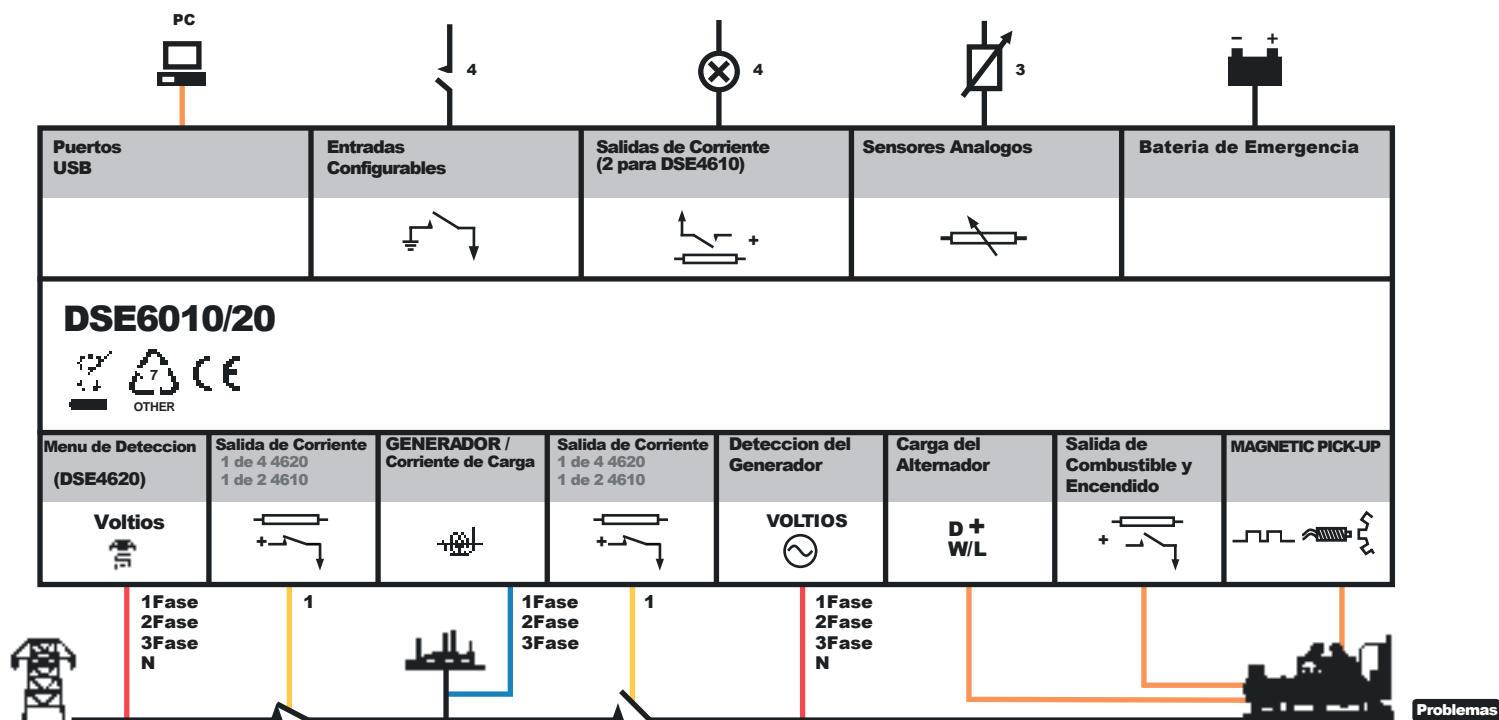 PC
4
4
3
- +
Puertos
USB
Entradas
Configurables
Salidas de Corriente
(2 para DSE4610)
Sensores Analogos
Bateria de Emergencia
+
DSE6010/20
7
OTHER
Menu de Deteccion
(DSE4620)
Salida de Corriente
1 de 4 4620
1 de 2 4610
GENERADOR /
Corriente de Carga
Salida de Corriente
1 de 4 4620
1 de 2 4610
Deteccion del
Generador
Carga del
Alternador
Salida de
Combustible y
Encendido
MAGNETIC PICK-UP
Voltios
+
+
VOLTIOS
D +
W/L
+
1Fase
2Fase
3Fase
N
1
1Fase
2Fase
3Fase
1
1Fase
2Fase
3Fase
N
Problemas